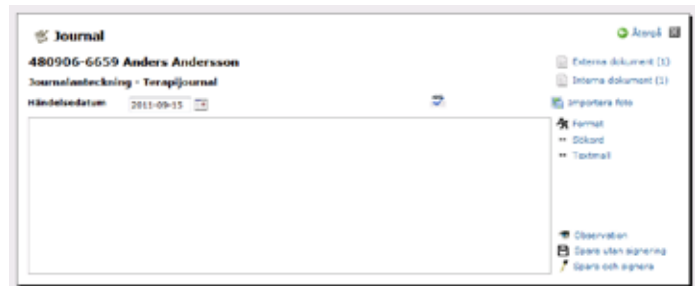 Journal
Återgå
480906-6659 Anders Andersson
Externa dokument (1)
Journalanteckning - Terapijournal
Interna dokument (1)
Händelsedatum 2011-09-15
Importera foto
Format
Sökord
Textmall
Observation
Spara utan signering
Spara och signera